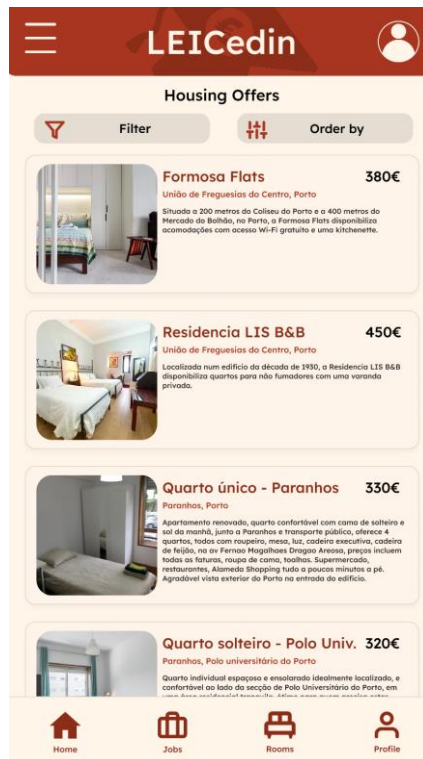 LEICedin
Housing Offers
Filter
Order by
Formosa Flats 380€
União de Freguesias do Centro, Porto
Situada a 200 metros do Coliseu do Porto e a 400 metros do
Mercado do Bolhão, no Porto, a Formosa Flats disponibiliza
acomodações com acesso Wi-Fi gratuito e uma kitchenette.
Residencia LIS B&B 450€
União de Freguesias do Centro, Porto
Localizada num edifício da década de 1930, a Residencia LIS B&B
disponibiliza quartos para não fumadores com uma varanda
privada.
Quarto único - Paranhos 330€
Paranhos, Porto
Apartamento renovado, quarto confortável com cama de solteiro e
sol da manhã, junto a Paranhos e transporte público, oferece 4
quartos, todos com roupeiro, mesa, luz, cadeira executiva, cadeira
de feijão, na av Fernao Magalhaes Dragao Areosa, preços incluem
todas as faturas, roupa de cama, toalhas. Supermercado,
restaurantes, Alameda Shopping tudo a poucos minutos a pé.
Agradável vista exterior do Porto na entrada do edifício.
Quarto solteiro - Polo Univ. 320€
Paranhos, Polo universitário do Porto
Quarto individual espaçoso e ensolarado idealmente localizado, e
confortável ao lado da secção de Polo Universitário do Porto, em
Home
Jobs
Rooms
Profile